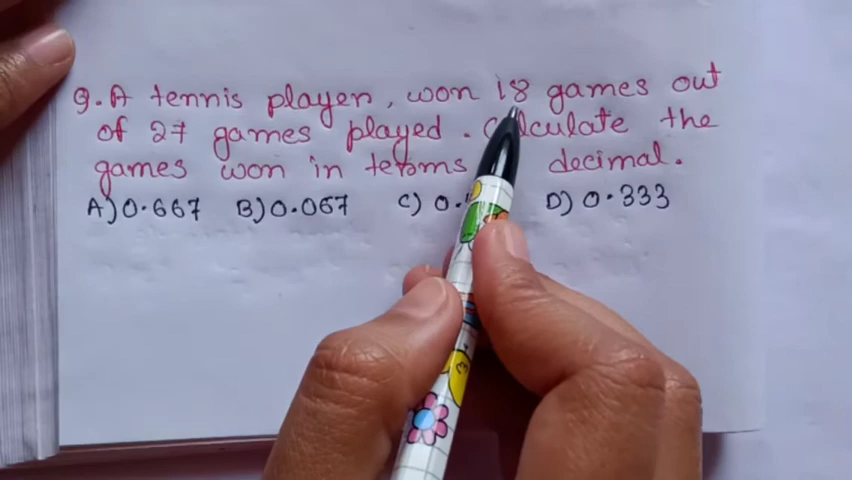 9. A tennis player, won 18 games out
of 27 games played. Calculate the
games won in terms decimal.
A) 0.667 B) 0.067 C) 0. D) 0.333